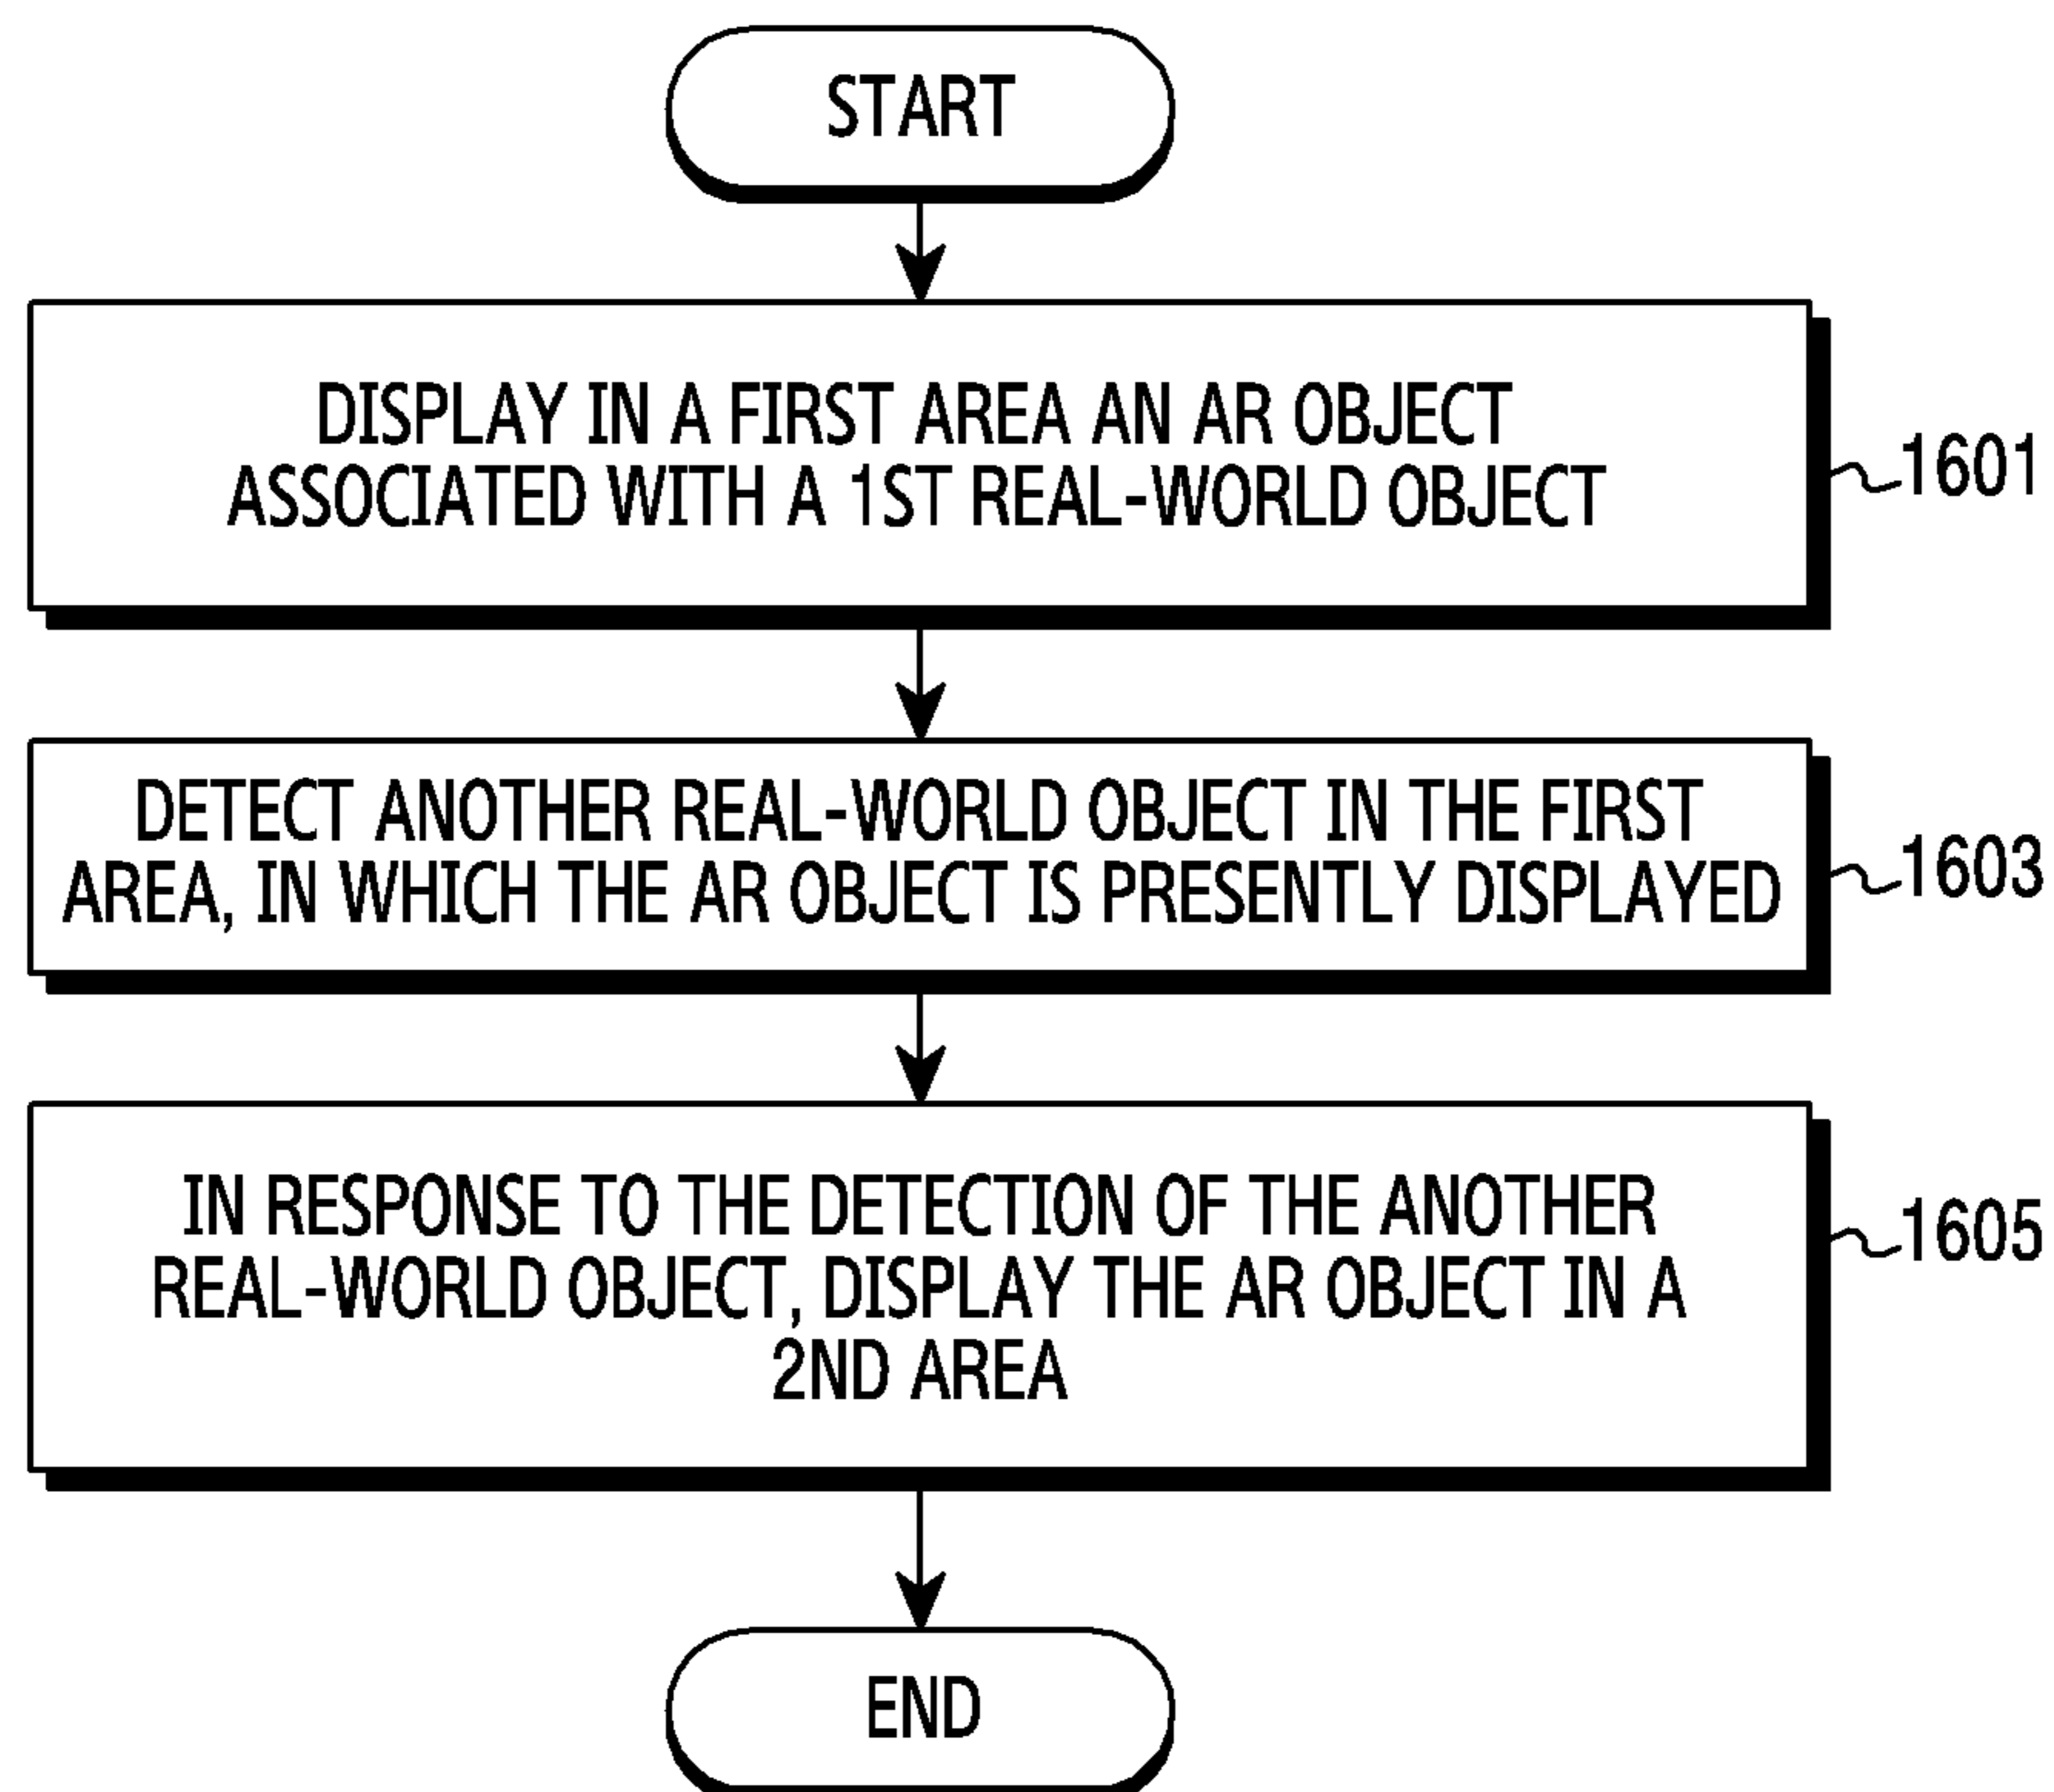 START
DISPLAY IN A FIRST AREA AN AR OBJECT
ASSOCIATED WITH A 1ST REAL-WORLD OBJECT
1601
DETECT ANOTHER REAL-WORLD OBJECT IN THE FIRST
AREA, IN WHICH THE AR OBJECT IS PRESENTLY DISPLAYED
1603
IN RESPONSE TO THE DETECTION OF THE ANOTHER
REAL-WORLD OBJECT, DISPLAY THE AR OBJECT IN A
2ND AREA
1605
END